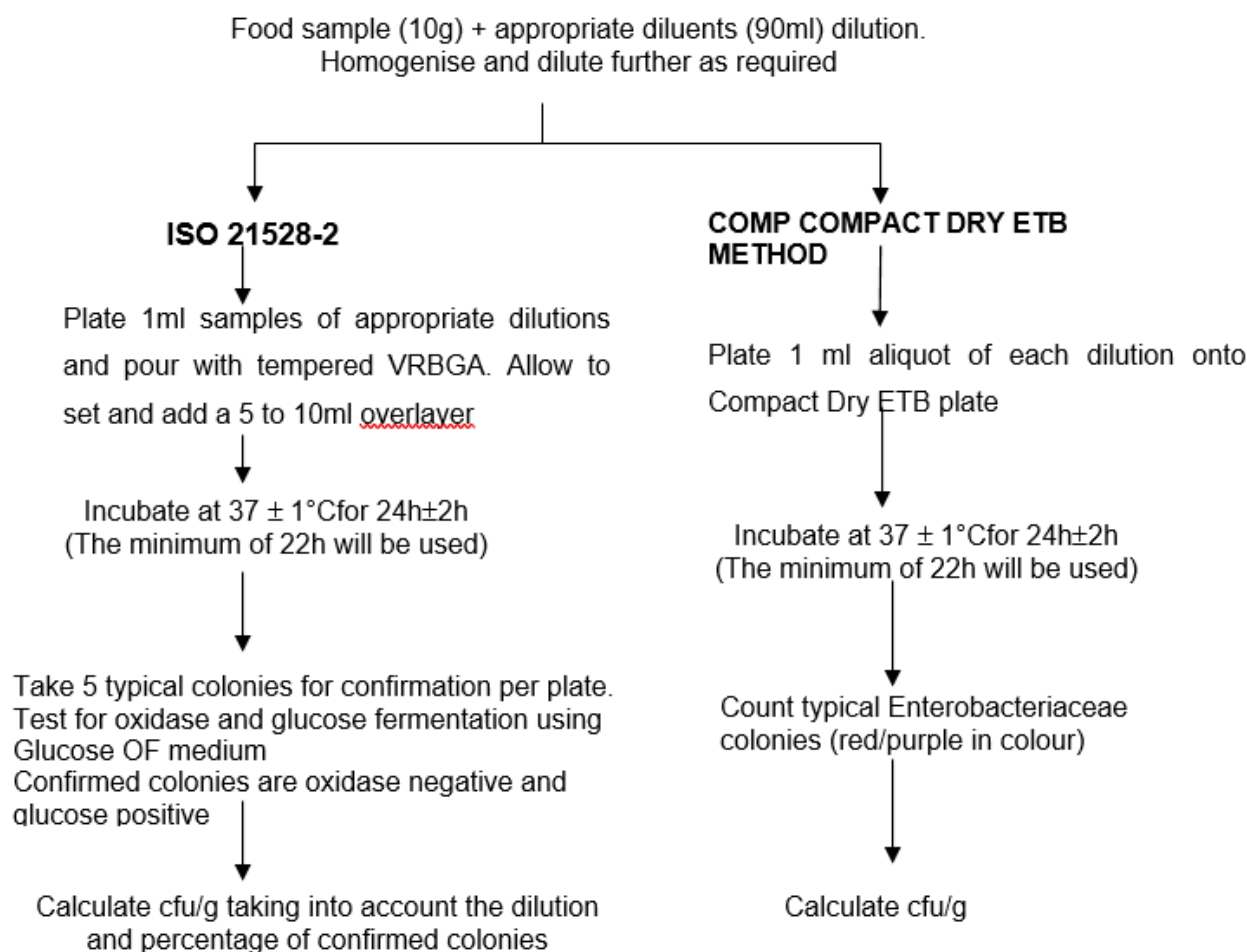 Food sample (10g) + appropriate diluents (90ml) dilution.
Homogenise and dilute further as required
ISO 21528-2
Plate 1ml samples of appropriate dilutions
and pour with tempered VRBGA. Allow to
set and add a 5 to 10ml overlayer
Incubate at 37 ± 1°Cfor 24h±2h
(The minimum of 22h will be used)
Take 5 typical colonies for confirmation per plate.
Test for oxidase and glucose fermentation using
Glucose OF medium
Confirmed colonies are oxidase negative and
glucose positive
Calculate cfu/g taking into account the dilution
and percentage of confirmed colonies
COMP COMPACT DRY ETB
METHOD
Plate 1 ml aliquot of each dilution onto
Compact Dry ETB plate
Incubate at 37 ± 1°Cfor 24h±2h
(The minimum of 22h will be used)
Count typical Enterobacteriaceae
colonies (red/purple in colour)
Calculate cfu/g